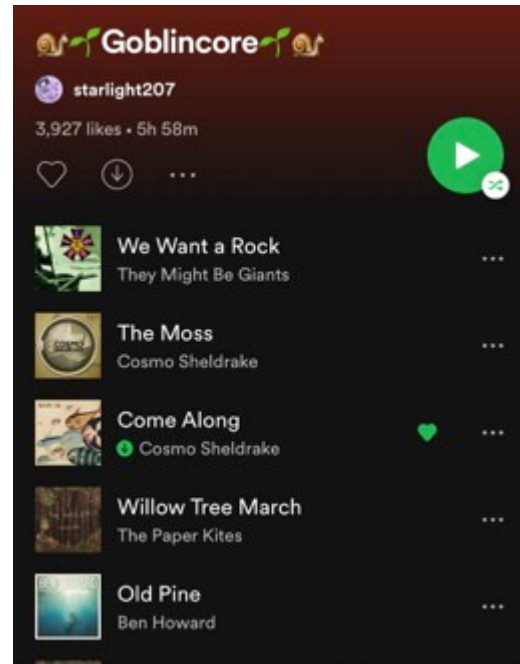 🐌🌱Goblincore🌱🐌
starlight207
3,927 likes • 5h 58m
We Want a Rock
They Might Be Giants
The Moss
Cosmo Sheldrake
Come Along
Cosmo Sheldrake
Willow Tree March
The Paper Kites
Old Pine
Ben Howard